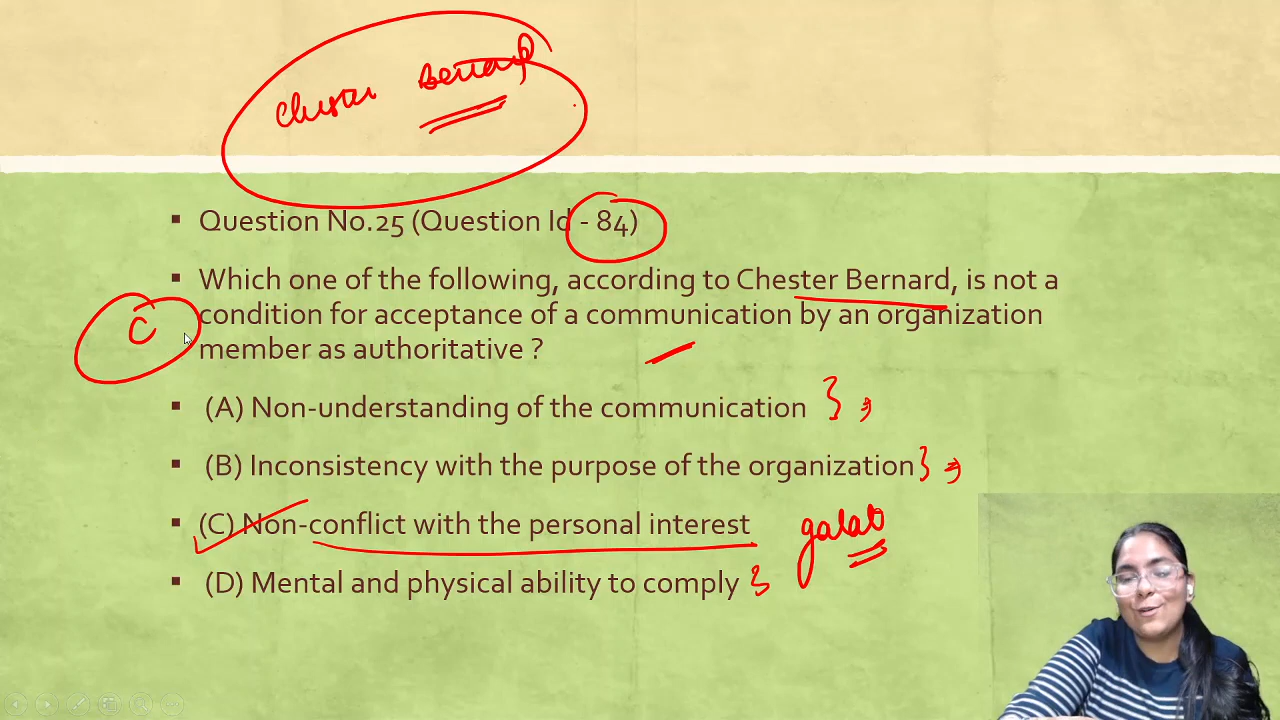 Chester Bernard
Question No.25 (Question Id - 84)
Which one of the following, according to Chester Bernard, is not a
condition for acceptance of a communication by an organization
member as authoritative ?
C
(A) Non-understanding of the communication
(B) Inconsistency with the purpose of the organization
(C) Non-conflict with the personal interest
galat
(D) Mental and physical ability to comply